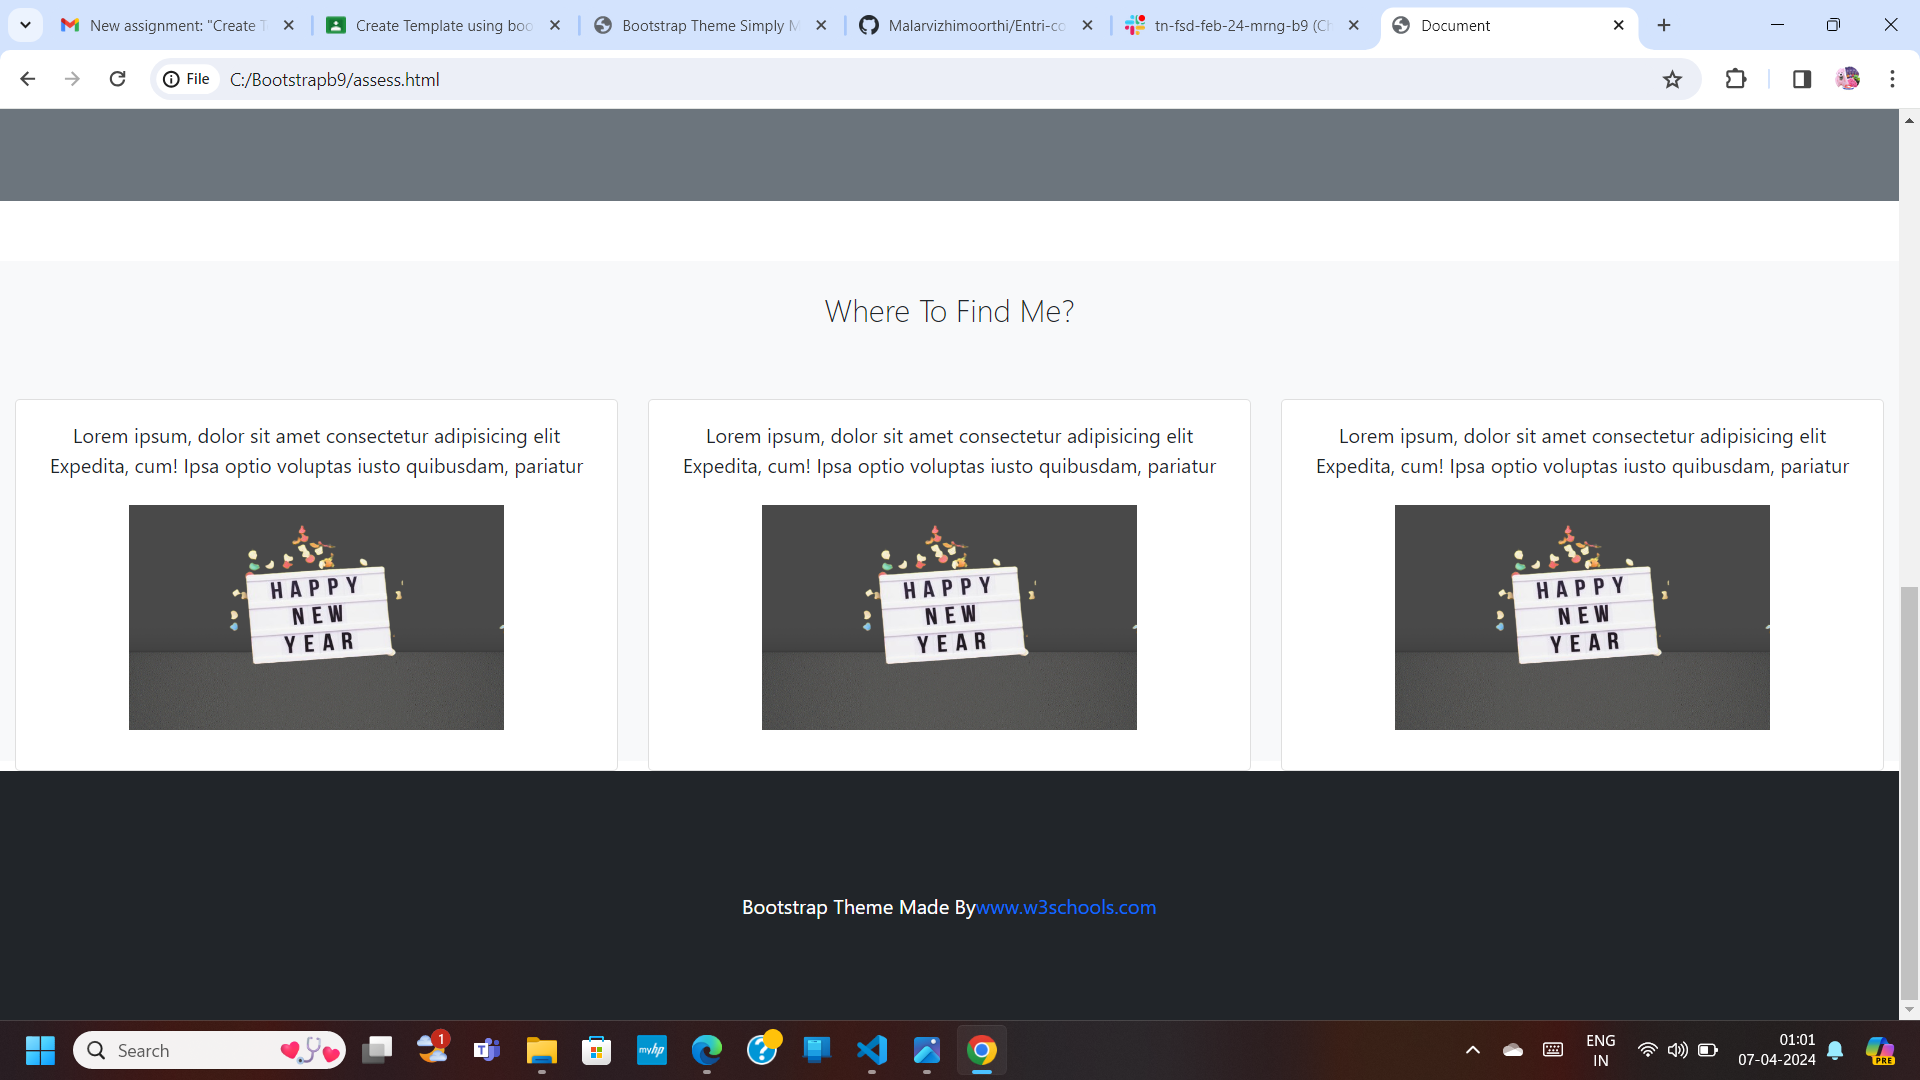 New assignment: "Create T
Create Template using boo
Bootstrap Theme Simply M
Malarvizhimoorthi/Entri-co
tn-fsd-feb-24-mrng-b9 (Ch
Document
File
C:/Bootstrapb9/assess.html
Where To Find Me?
Lorem ipsum, dolor sit amet consectetur adipisicing elit
Expedita, cum! Ipsa optio voluptas iusto quibusdam, pariatur
HAPPY
NEW
YEAR
Lorem ipsum, dolor sit amet consectetur adipisicing elit
Expedita, cum! Ipsa optio voluptas iusto quibusdam, pariatur
HAPPY
NEW
YEAR
Lorem ipsum, dolor sit amet consectetur adipisicing elit
Expedita, cum! Ipsa optio voluptas iusto quibusdam, pariatur
HAPPY
NEW
YEAR
Bootstrap Theme Made Bywww.w3schools.com
Search
1
myhp
ENG
IN
01:01
07-04-2024
PRE